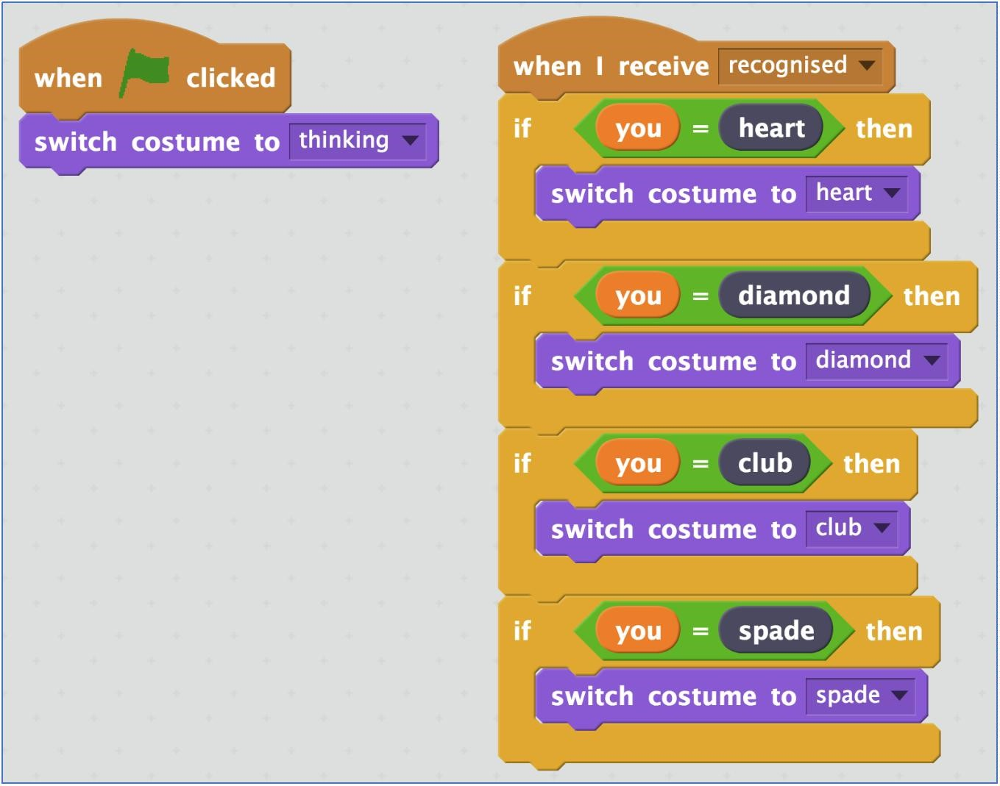 when clicked
switch costume to thinking
when I receive recognised
if you = heart then
switch costume to heart
if you = diamond then
switch costume to diamond
if you = club then
switch costume to club
if you = spade then
switch costume to spade